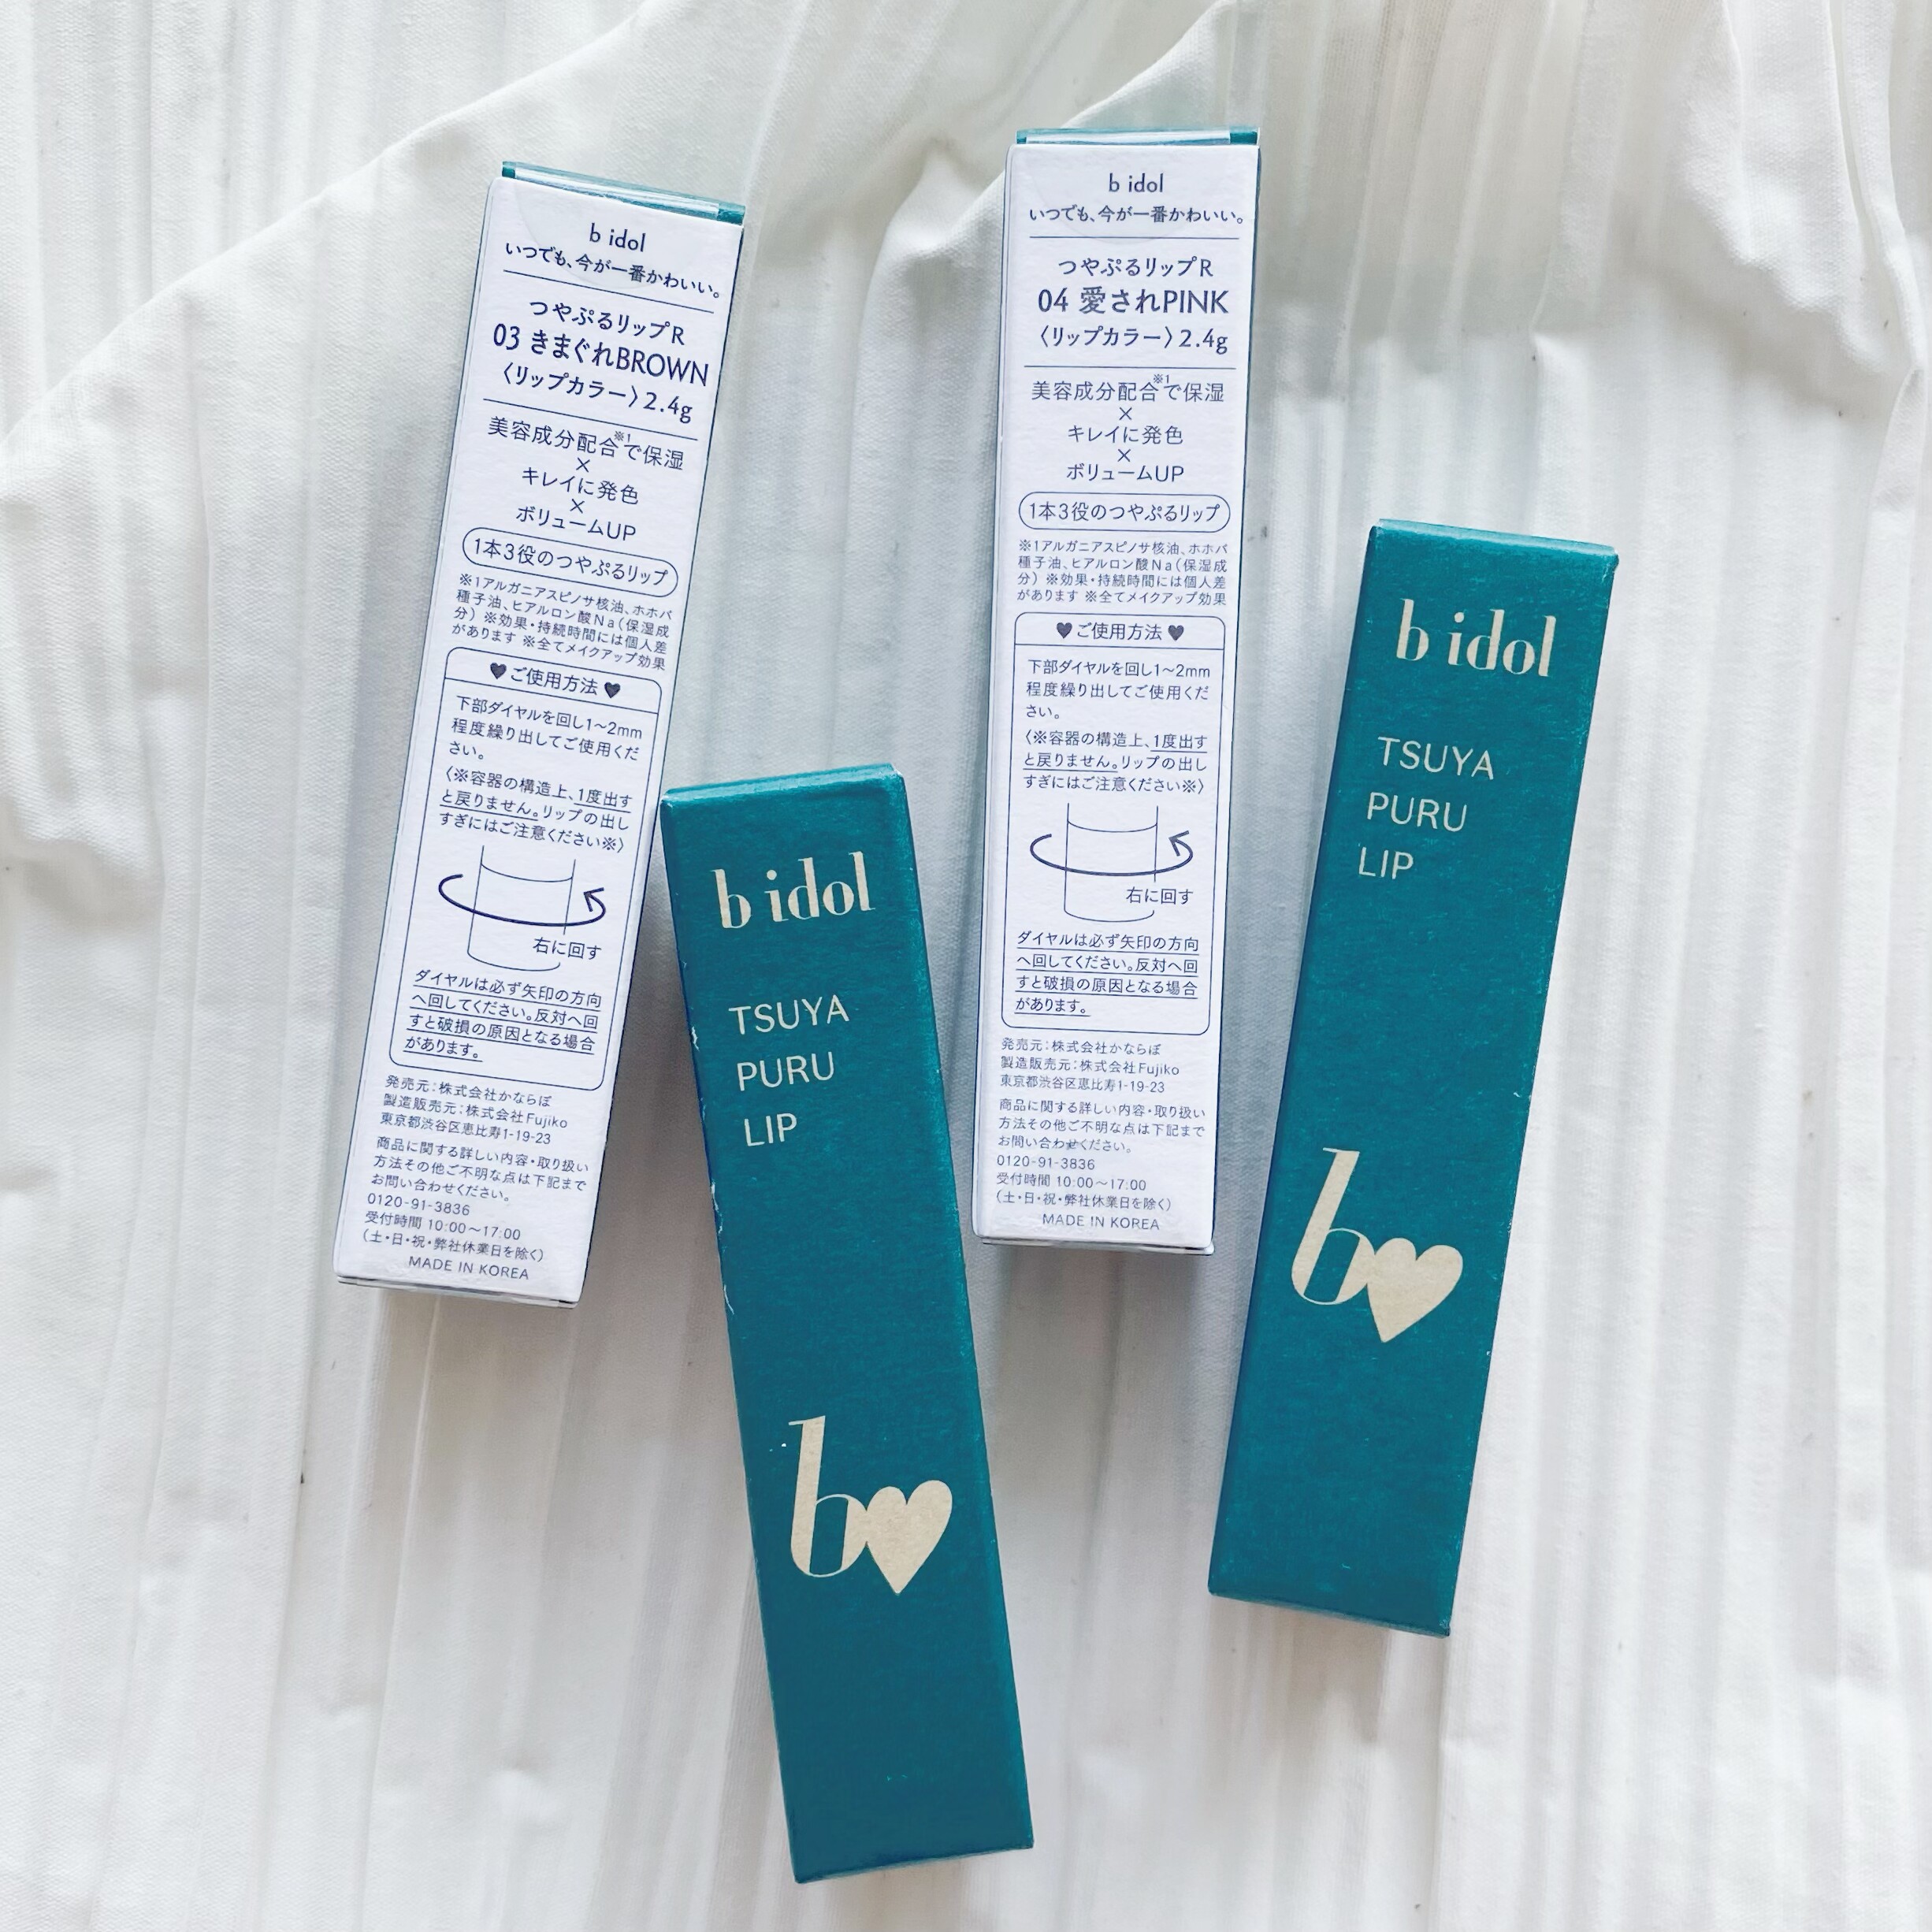 b idol
いつでも、今が一番かわいい。
つやぷるリップR
03 きまぐれBROWN
〈リップカラー〉2.4g
美容成分配合※1で保湿
×
キレイに発色
×
ボリュームUP
1本3役のつやぷるリップ
※1アルガニアスピノサ核油、ホホバ
種子油、ヒアルロン酸Na(保湿成
分) ※効果・持続時間には個人差
があります ※全てメイクアップ効果
♥ご使用方法♥
下部ダイヤルを回し1〜2mm
程度繰り出してご使用くだ
さい。
〈※容器の構造上、1度出す
と戻りません。リップの出し
すぎにはご注意ください※〉
右に回す
ダイヤルは必ず矢印の方向
へ回してください。反対へ回
すと破損の原因となる場合
があります。
発売元:株式会社かならぼ
製造販売元:株式会社Fujiko
東京都渋谷区恵比寿1-19-23
商品に関する詳しい内容・取り扱い
方法その他ご不明な点は下記まで
お問い合わせください。
0120-91-3836
受付時間 10:00〜17:00
(土・日・祝・弊社休業日を除く)
MADE IN KOREA
b idol
TSUYA
PURU
LIP
b♥
b idol
いつでも、今が一番かわいい。
つやぷるリップR
04 愛されPINK
〈リップカラー〉2.4g
美容成分配合※1で保湿
×
キレイに発色
×
ボリュームUP
1本3役のつやぷるリップ
※1アルガニアスピノサ核油、ホホバ
種子油、ヒアルロン酸Na(保湿成
分) ※効果・持続時間には個人差
があります ※全てメイクアップ効果
♥ご使用方法♥
下部ダイヤルを回し1〜2mm
程度繰り出してご使用くだ
さい。
〈※容器の構造上、1度出す
と戻りません。リップの出し
すぎにはご注意ください※〉
右に回す
ダイヤルは必ず矢印の方向
へ回してください。反対へ回
すと破損の原因となる場合
があります。
発売元:株式会社かならぼ
製造販売元:株式会社Fujiko
東京都渋谷区恵比寿1-19-23
商品に関する詳しい内容・取り扱い
方法その他ご不明な点は下記まで
お問い合わせください。
0120-91-3836
受付時間 10:00〜17:00
(土・日・祝・弊社休業日を除く)
MADE IN KOREA
b idol
TSUYA
PURU
LIP
b♥